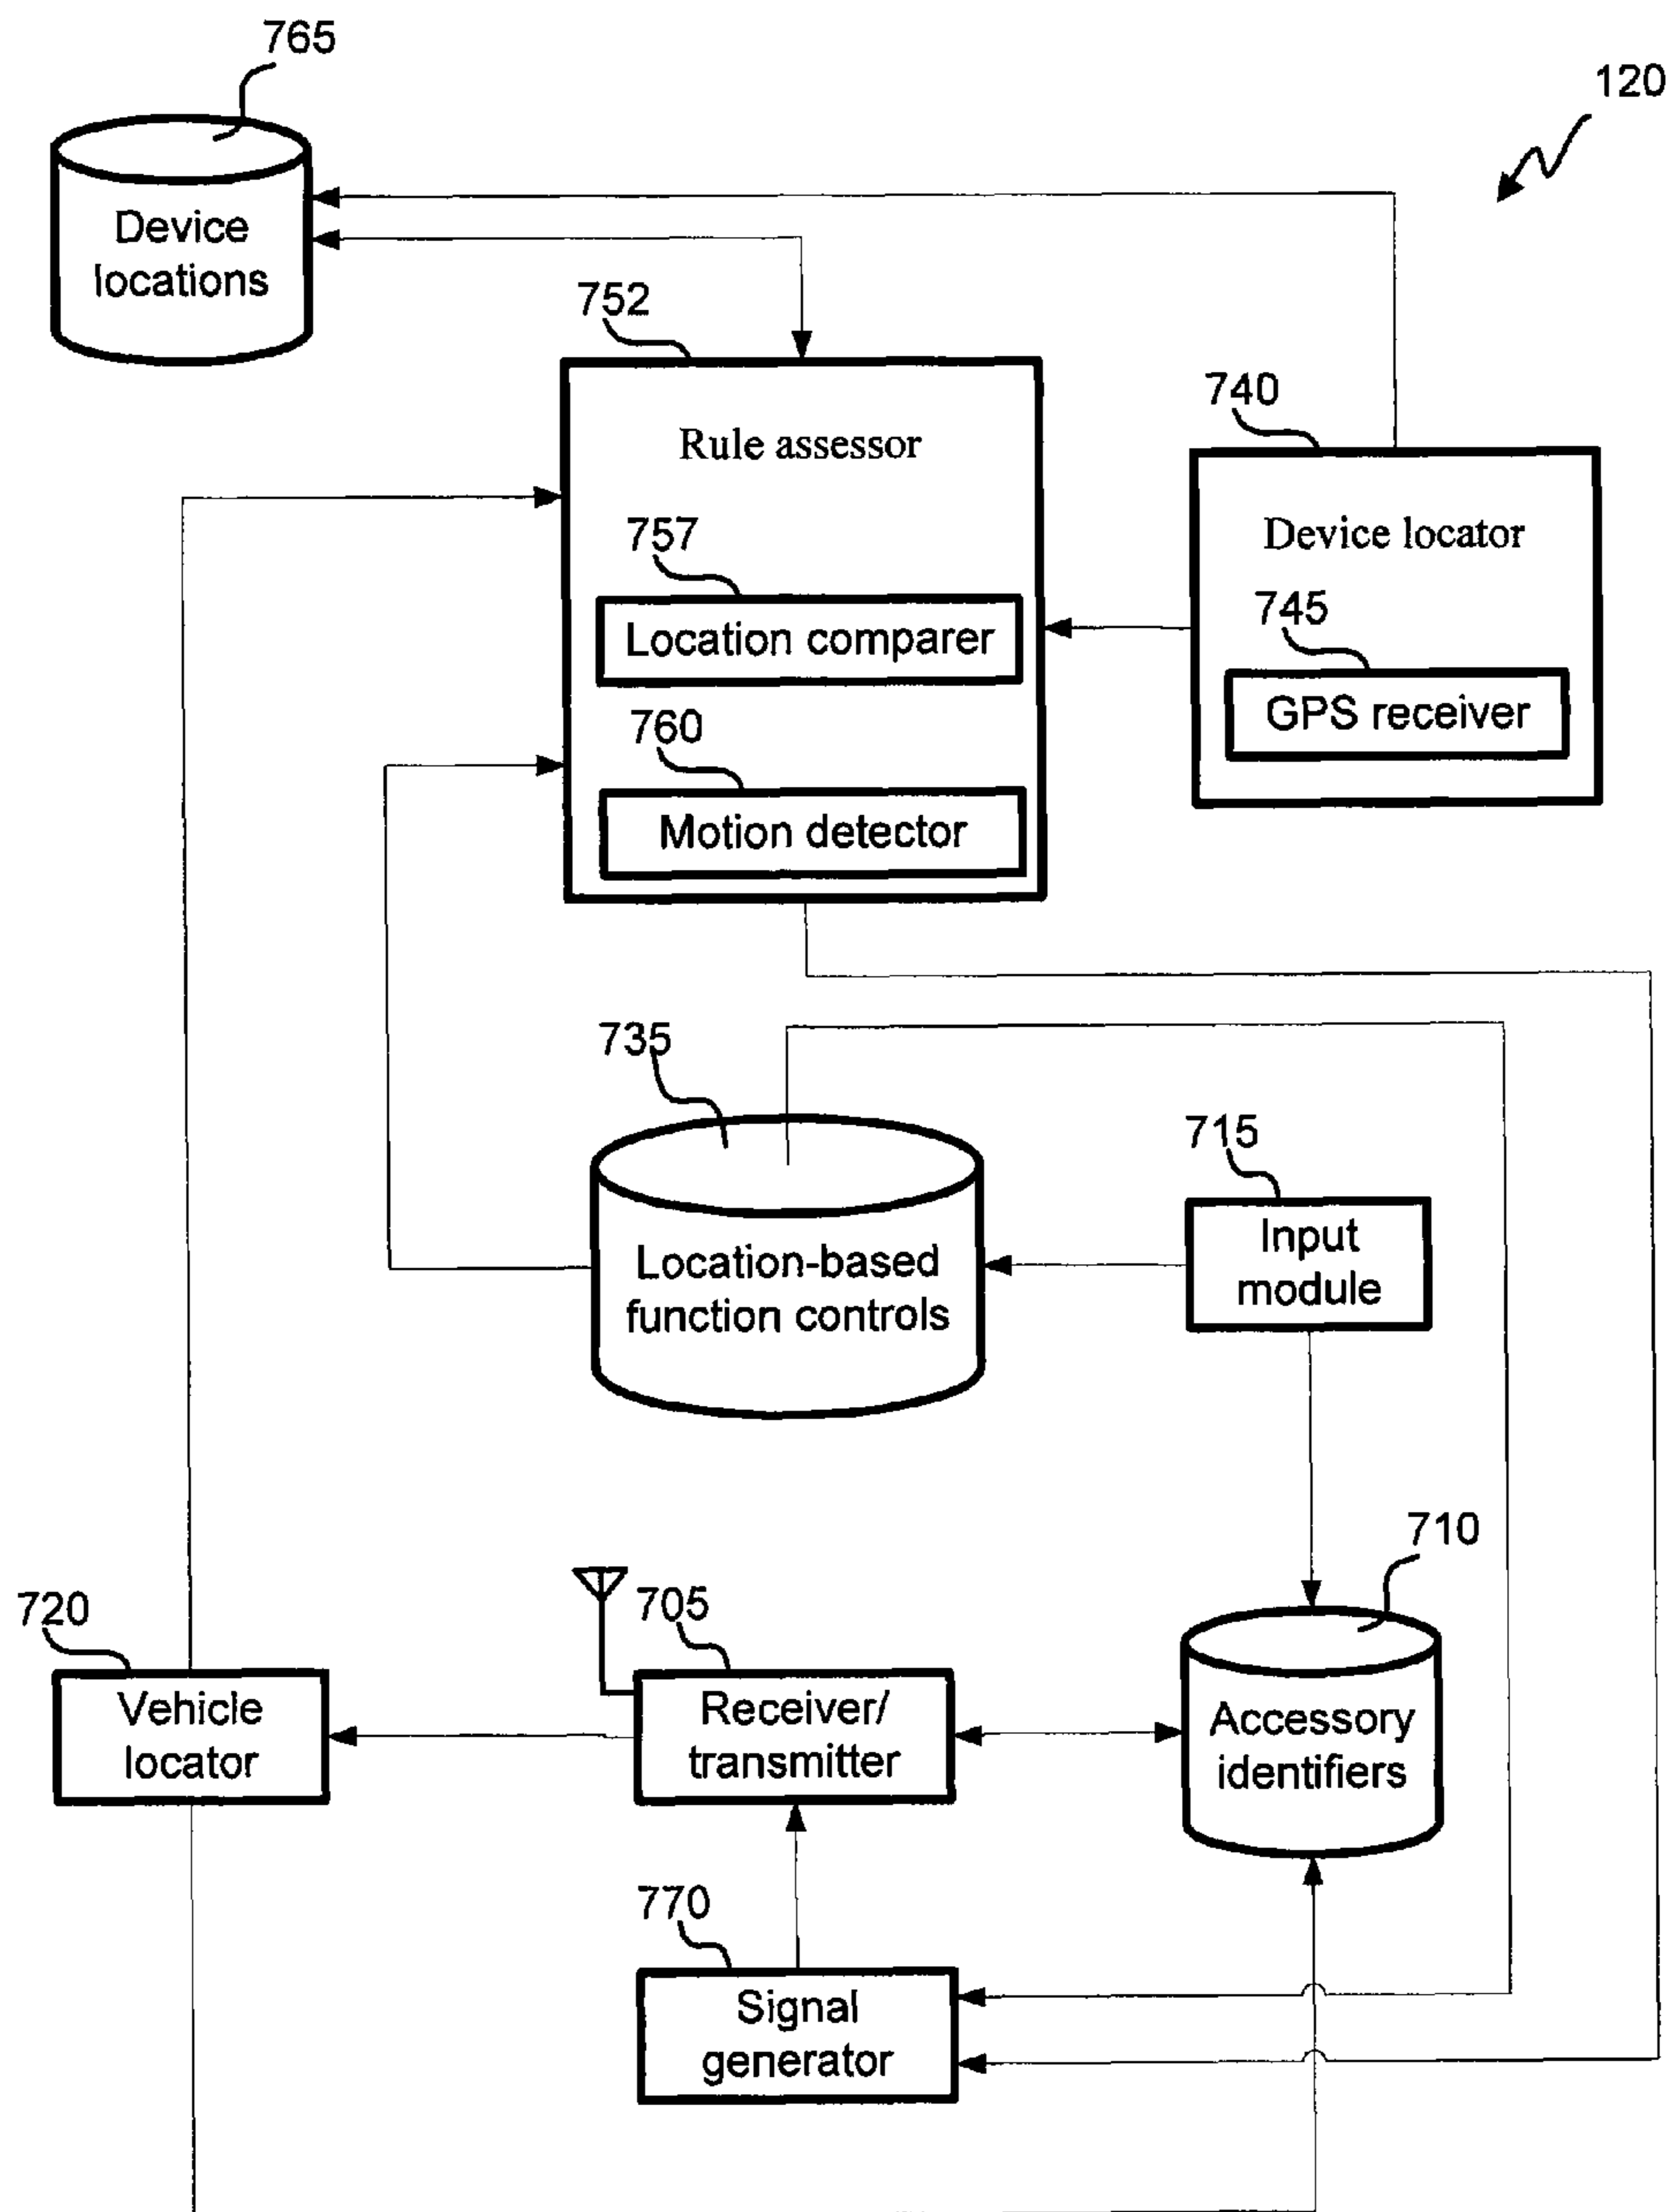 765
120
Device
locations
752
740
Rule assessor
Device locator
757
745
Location comparer
GPS receiver
760
Motion detector
735
715
Input
module
Location-based
function controls
710
720
705
Vehicle
locator
Receiver/
transmitter
Accessory
identifiers
770
Signal
generator